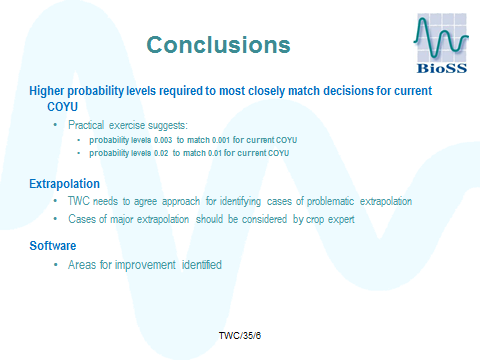 Conclusions
BioSS
Higher probability levels required to most closely match decisions for current
COYU
• Practical exercise suggests:
• probability levels 0.003 to match 0.001 for current COYU
• probability levels 0.02 to match 0.01 for current COYU
Extrapolation
• TWC needs to agree approach for identifying cases of problematic extrapolation
• Cases of major extrapolation should be considered by crop expert
Software
• Areas for improvement identified
TWC/35/6